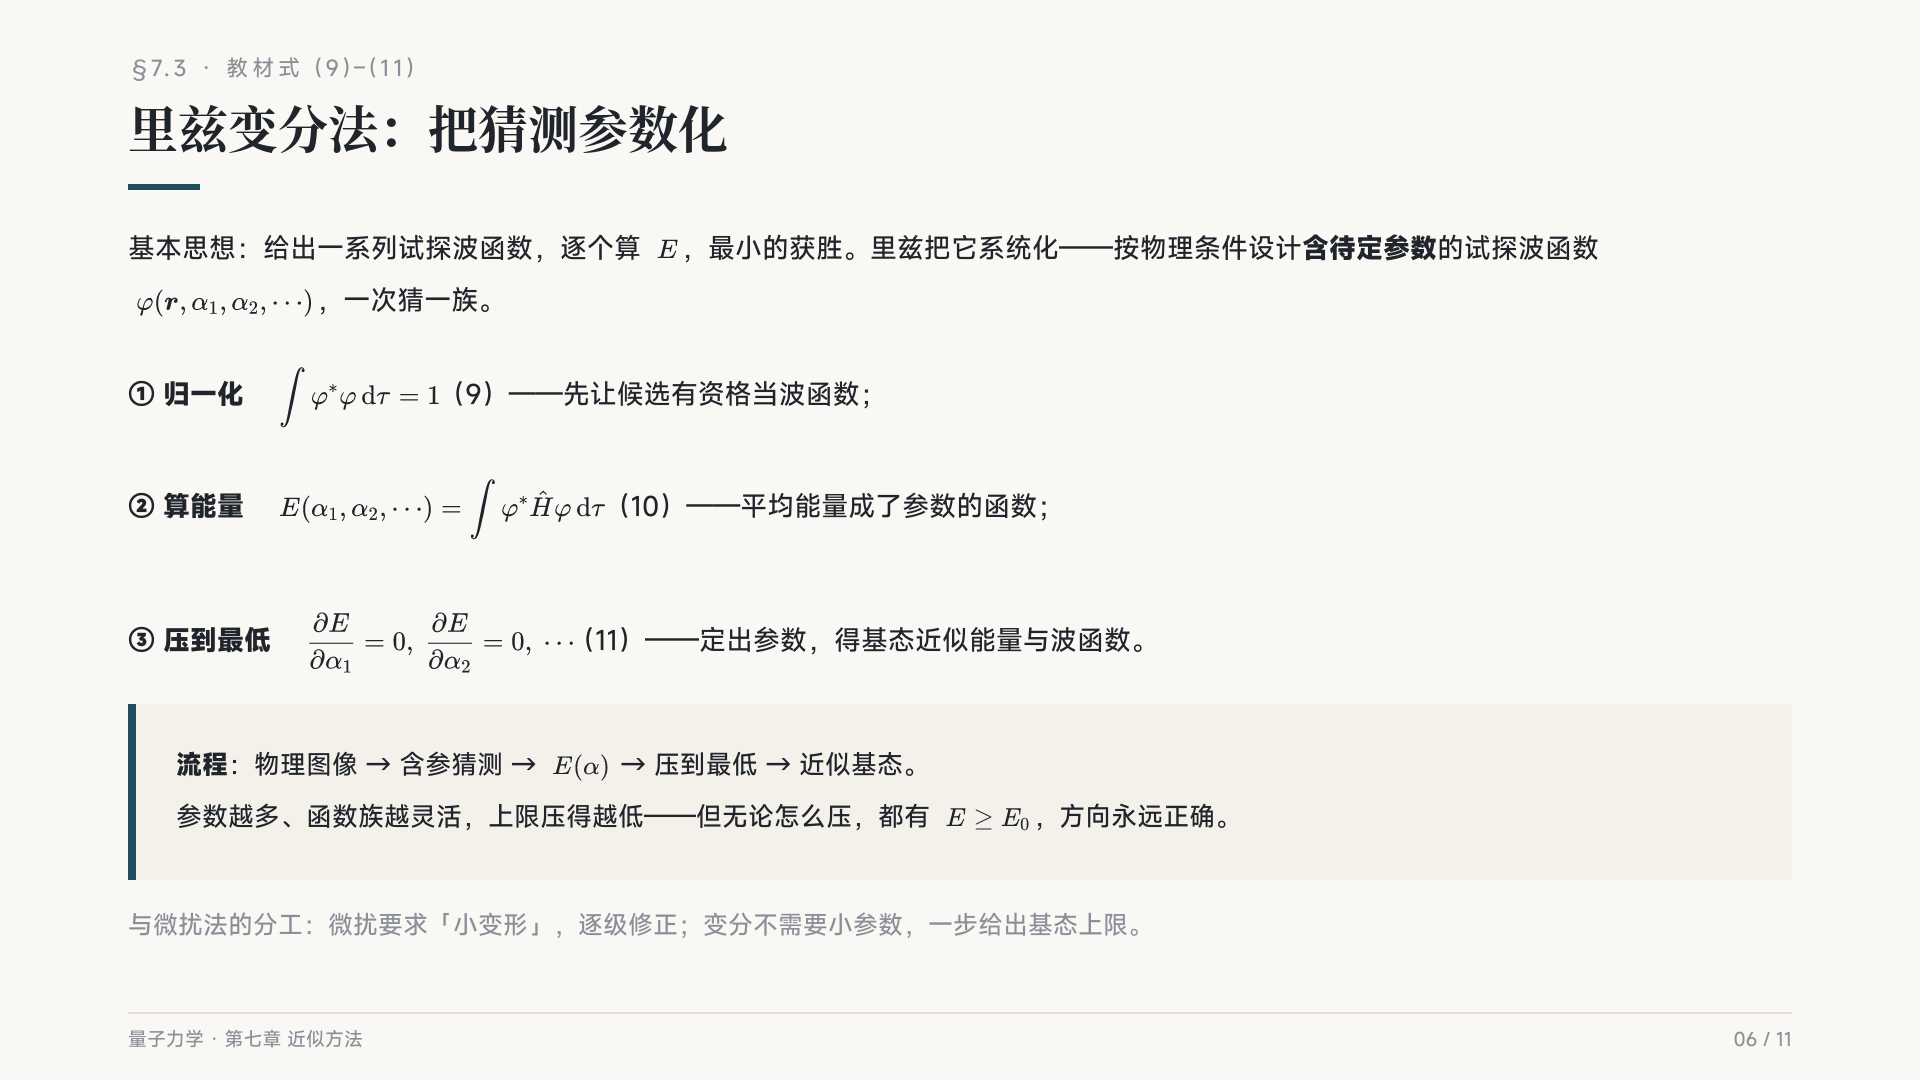 §7.3 · 教材式 (9)–(11)
里兹变分法：把猜测参数化
基本思想：给出一系列试探波函数，逐个算 E，最小的获胜。里兹把它系统化——按物理条件设计含待定参数的试探波函数
φ(r, α₁, α₂, ⋯)，一次猜一族。
① 归一化 ∫φ*φ dτ = 1（9）——先让候选有资格当波函数；
② 算能量 E(α₁, α₂, ⋯) = ∫φ*Ĥφ dτ（10）——平均能量成了参数的函数；
③ 压到最低 ∂E/∂α₁ = 0, ∂E/∂α₂ = 0, ⋯（11）——定出参数，得基态近似能量与波函数。
流程：物理图像 → 含参猜测 → E(α) → 压到最低 → 近似基态。
参数越多、函数族越灵活，上限压得越低——但无论怎么压，都有 E ≥ E₀，方向永远正确。
与微扰法的分工：微扰要求「小变形」，逐级修正；变分不需要小参数，一步给出基态上限。
量子力学 · 第七章 近似方法
06 / 11